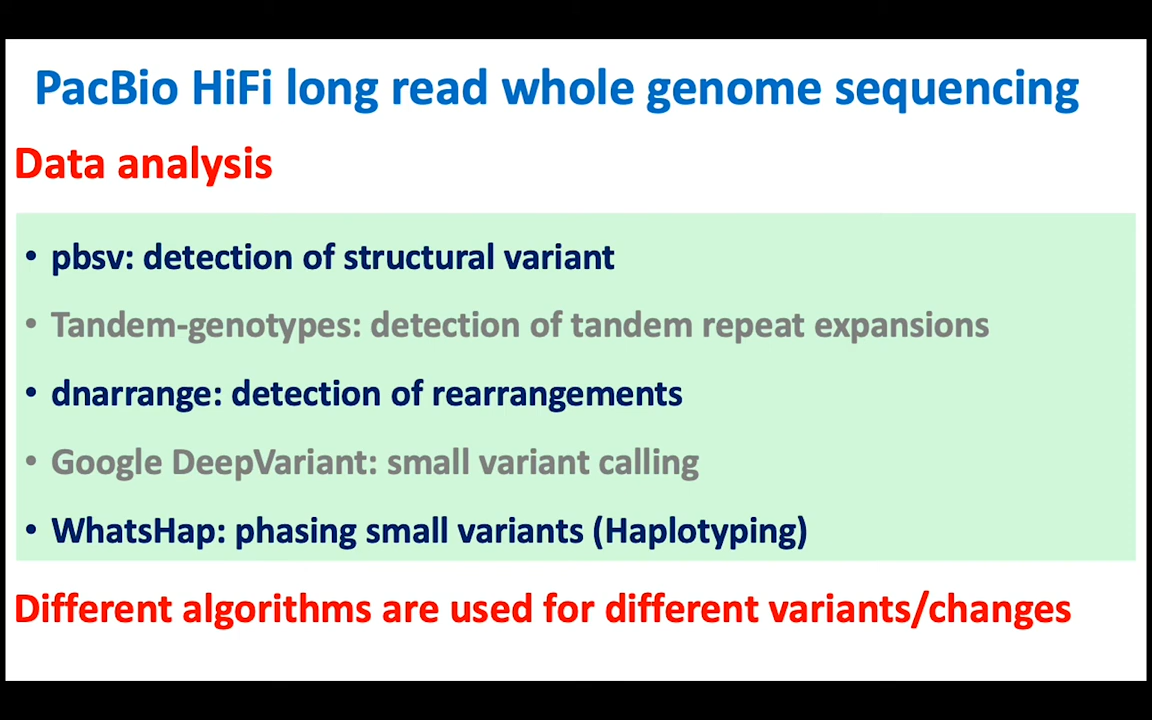 PacBio HiFi long read whole genome sequencing
Data analysis
• pbsv: detection of structural variant
• Tandem-genotypes: detection of tandem repeat expansions
• dnarrange: detection of rearrangements
• Google DeepVariant: small variant calling
• WhatsHap: phasing small variants (Haplotyping)
Different algorithms are used for different variants/changes